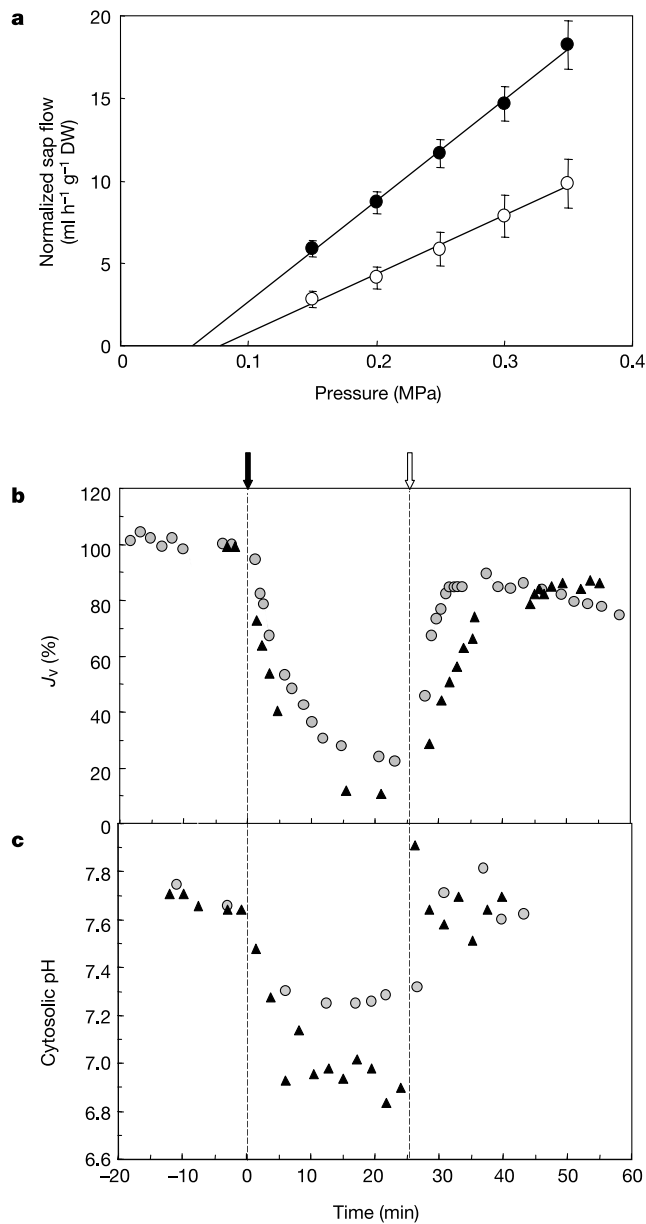 a
20
15
10
5
0
Normalized sap flow
(ml h⁻¹ g⁻¹ DW)
0 0.1 0.2 0.3 0.4
Pressure (MPa)
b
120
100
80
60
40
20
0
Jᵥ (%)
c
7.8
7.6
7.4
7.2
7.0
6.8
6.6
Cytosolic pH
–20 –10 0 10 20 30 40 50 60
Time (min)